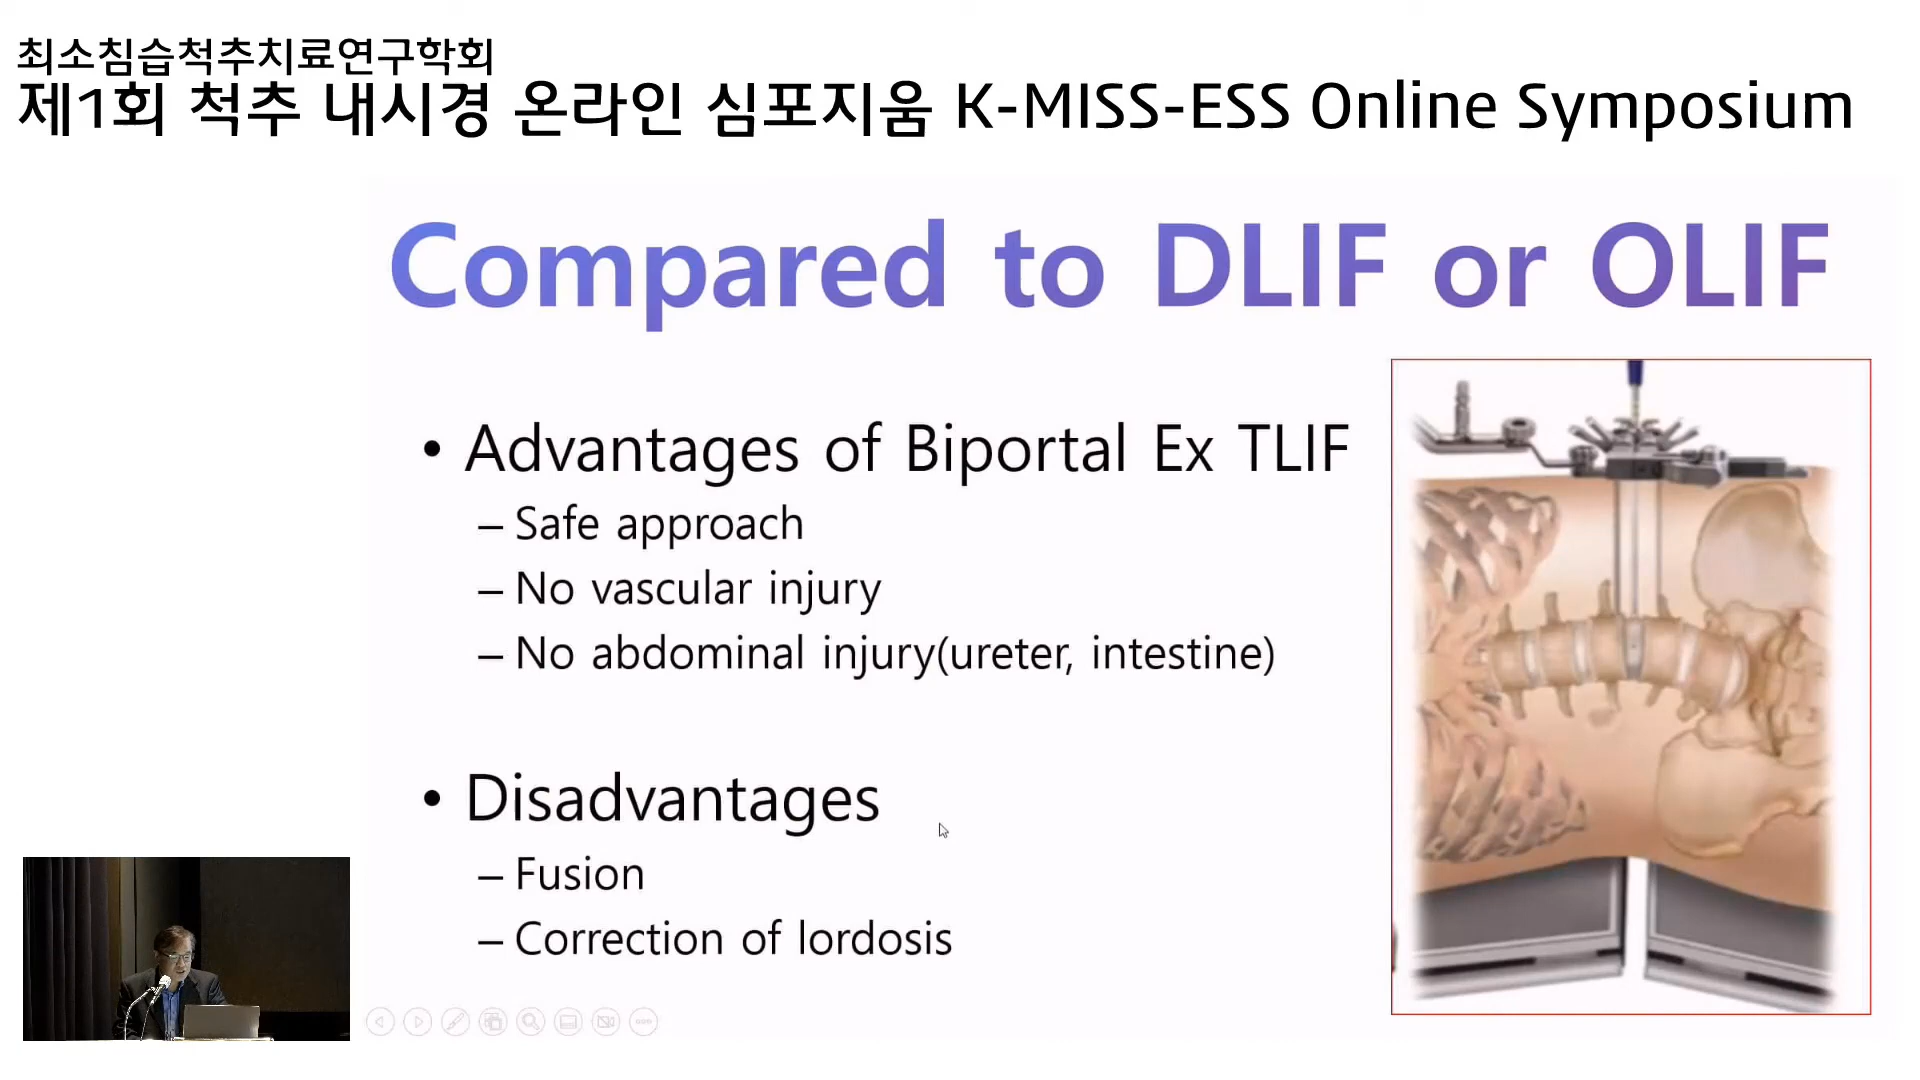 최소침습척추치료연구학회
제1회 척추 내시경 온라인 심포지움 K-MISS-ESS Online Symposium
Compared to DLIF or OLIF
• Advantages of Biportal Ex TLIF
– Safe approach
– No vascular injury
– No abdominal injury(ureter, intestine)
• Disadvantages
– Fusion
– Correction of lordosis